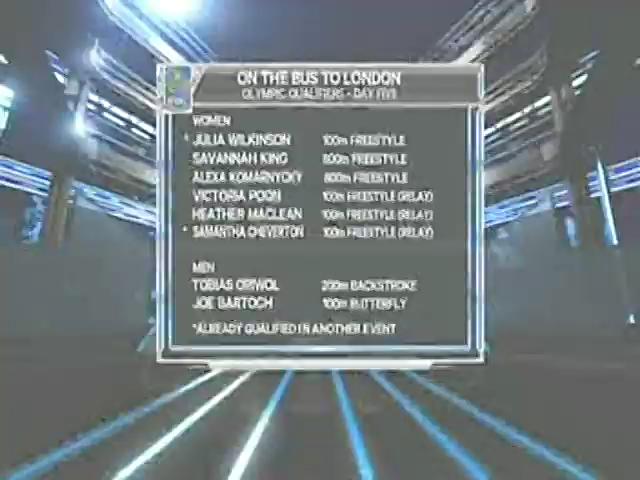 ON THE BUS TO LONDON
OLYMPIC QUALIFIERS - DAY FIVE
WOMEN
* JULIA WILKINSON 100m FREESTYLE
SAVANNAH KING 800m FREESTYLE
ALEXA KOMARNYCKY 800m FREESTYLE
VICTORIA POON 100m FREESTYLE (RELAY)
HEATHER MACLEAN 100m FREESTYLE (RELAY)
* SAMANTHA CHEVERTON 100m FREESTYLE (RELAY)
MEN
TOBIAS ORIWOL 200m BACKSTROKE
JOE BARTOCH 100m BUTTERFLY
*ALREADY QUALIFIED IN ANOTHER EVENT